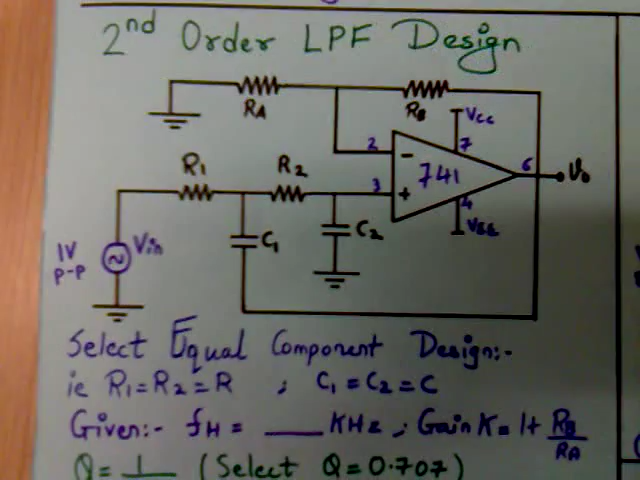 2nd Order LPF Design
RA
RB
Vcc
2
7
R1
R2
741
6
Vo
3
- 
+
4
1V
p-p
Vin
C1
C2
VEE
Select Equal Component Design:-
ie R1=R2=R ; C1=C2=C
Given:- fH = ____ KHz ; Gain K=1+ RB
RA
Q= 1 (Select Q=0.707)